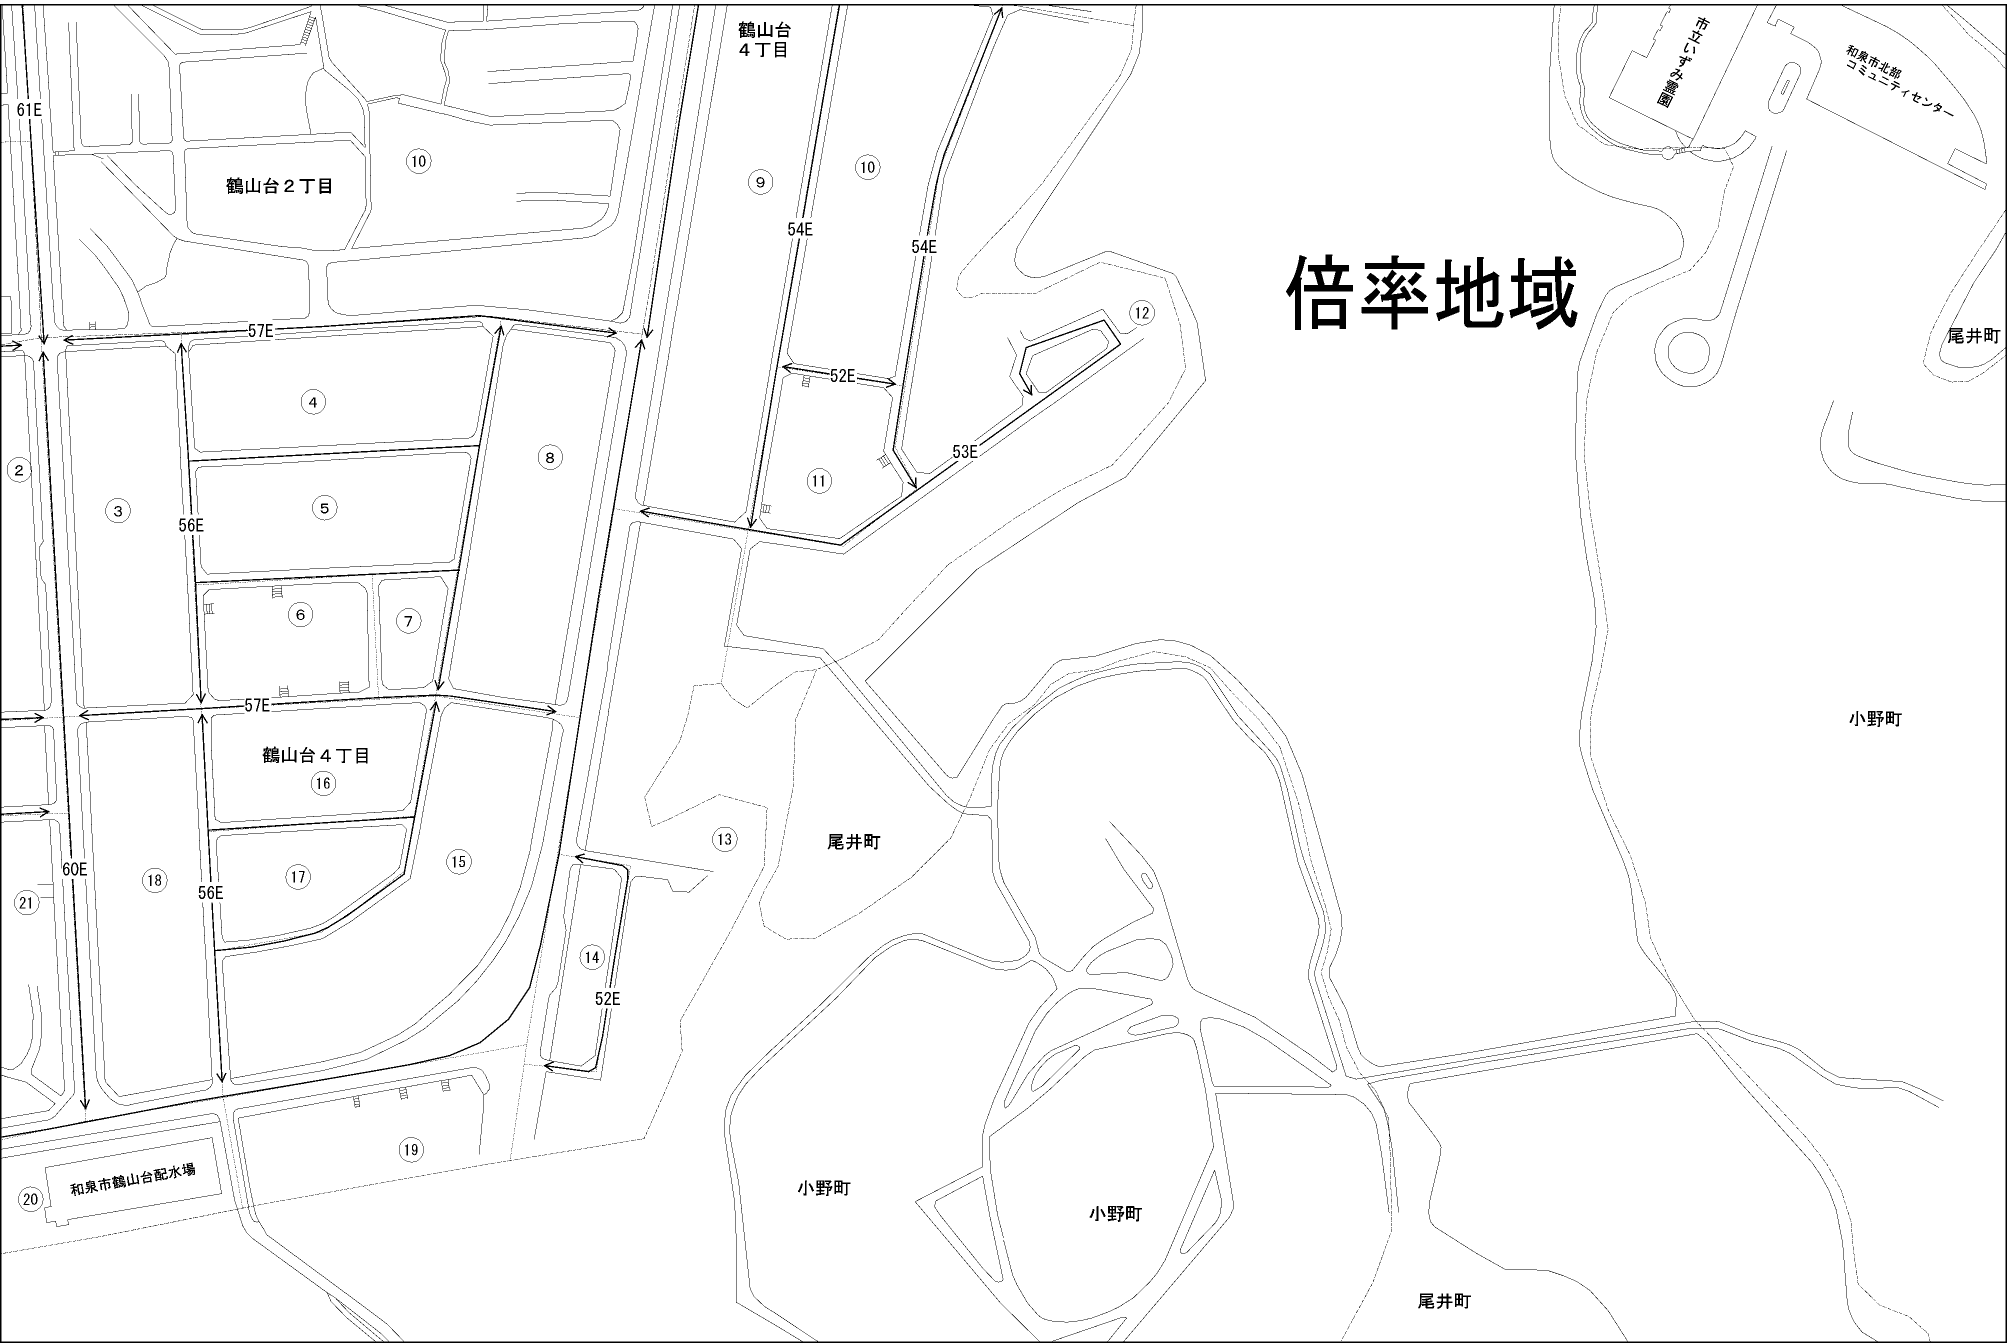 鶴山台
４丁目
市立いずみ霊園
和泉市北部
コミュニティセンター
61E
10
鶴山台２丁目
9
10
54E
54E
倍率地域
12
57E
尾井町
52E
4
8
53E
2
11
3
5
56E
6
7
57E
小野町
鶴山台４丁目
16
13
尾井町
15
60E
17
18
56E
21
14
52E
19
和泉市鶴山台配水場
20
小野町
小野町
尾井町